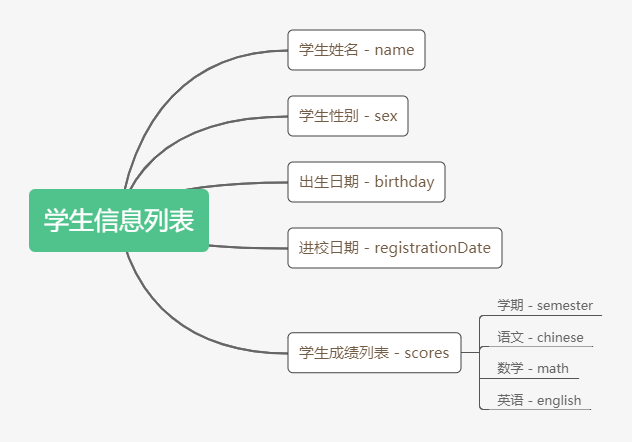 学生信息列表
学生姓名 - name
学生性别 - sex
出生日期 - birthday
进校日期 - registrationDate
学生成绩列表 - scores
学期 - semester
语文 - chinese
数学 - math
英语 - english